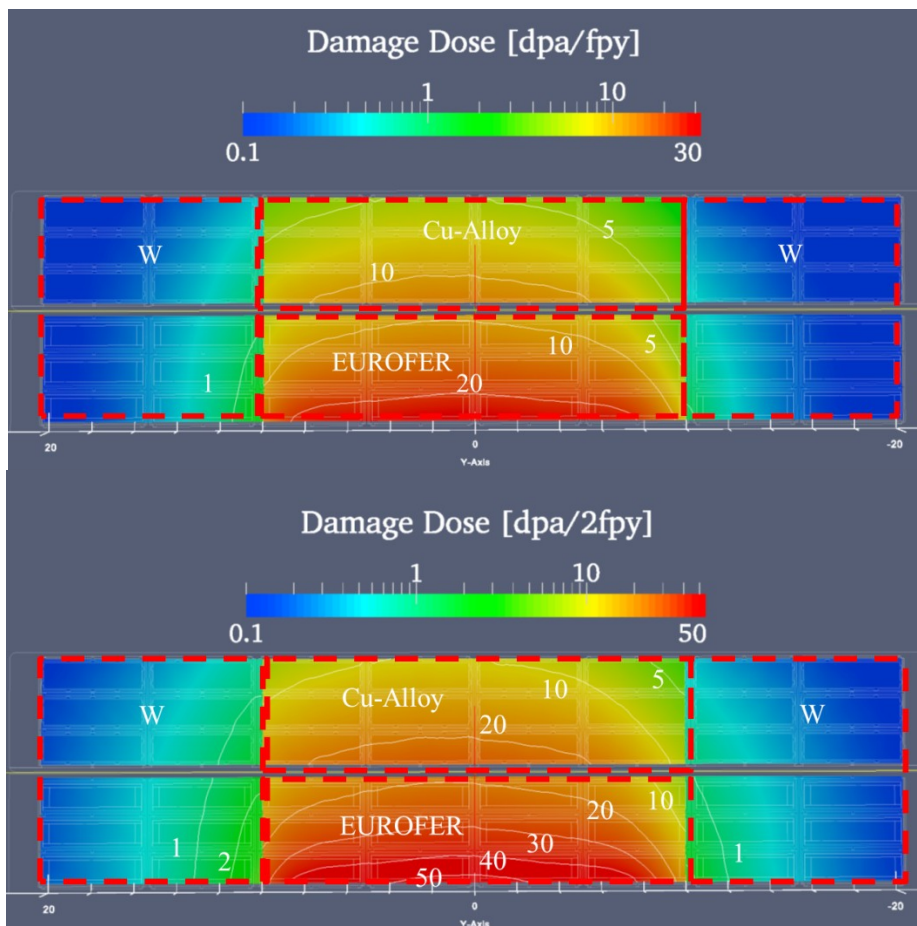 Damage Dose [dpa/fpy]
1 10
0.1 30
W Cu-Alloy 5 W
10
EUROFER 10 5
1 20
20 0 -20
Y-Axis
Damage Dose [dpa/2fpy]
1 10
0.1 50
W Cu-Alloy 10 5 W
20
EUROFER 20 10
1 2 30 1
50 40
20 0 -20
Y-Axis